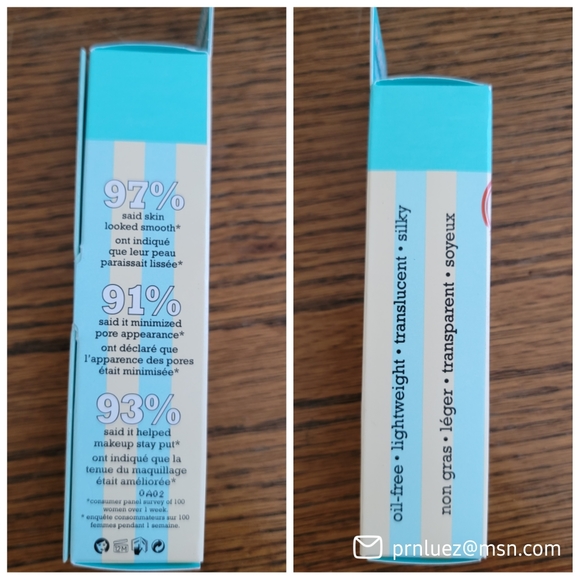 97%
said skin
looked smooth*
ont indiqué
que leur peau
paraissait lissée*
91%
said it minimized
pore appearance*
ont déclaré que
l'apparence des pores
était minimisée*
93%
said it helped
makeup stay put*
ont indiqué que la
tenue du maquillage
était améliorée*
0A02
*consumer panel survey of 100
women over 1 week.
* enquête consommateurs sur 100
femmes pendant 1 semaine.
12M
oil-free • lightweight • translucent • silky
non gras • léger • transparent • soyeux
prnluez@msn.com